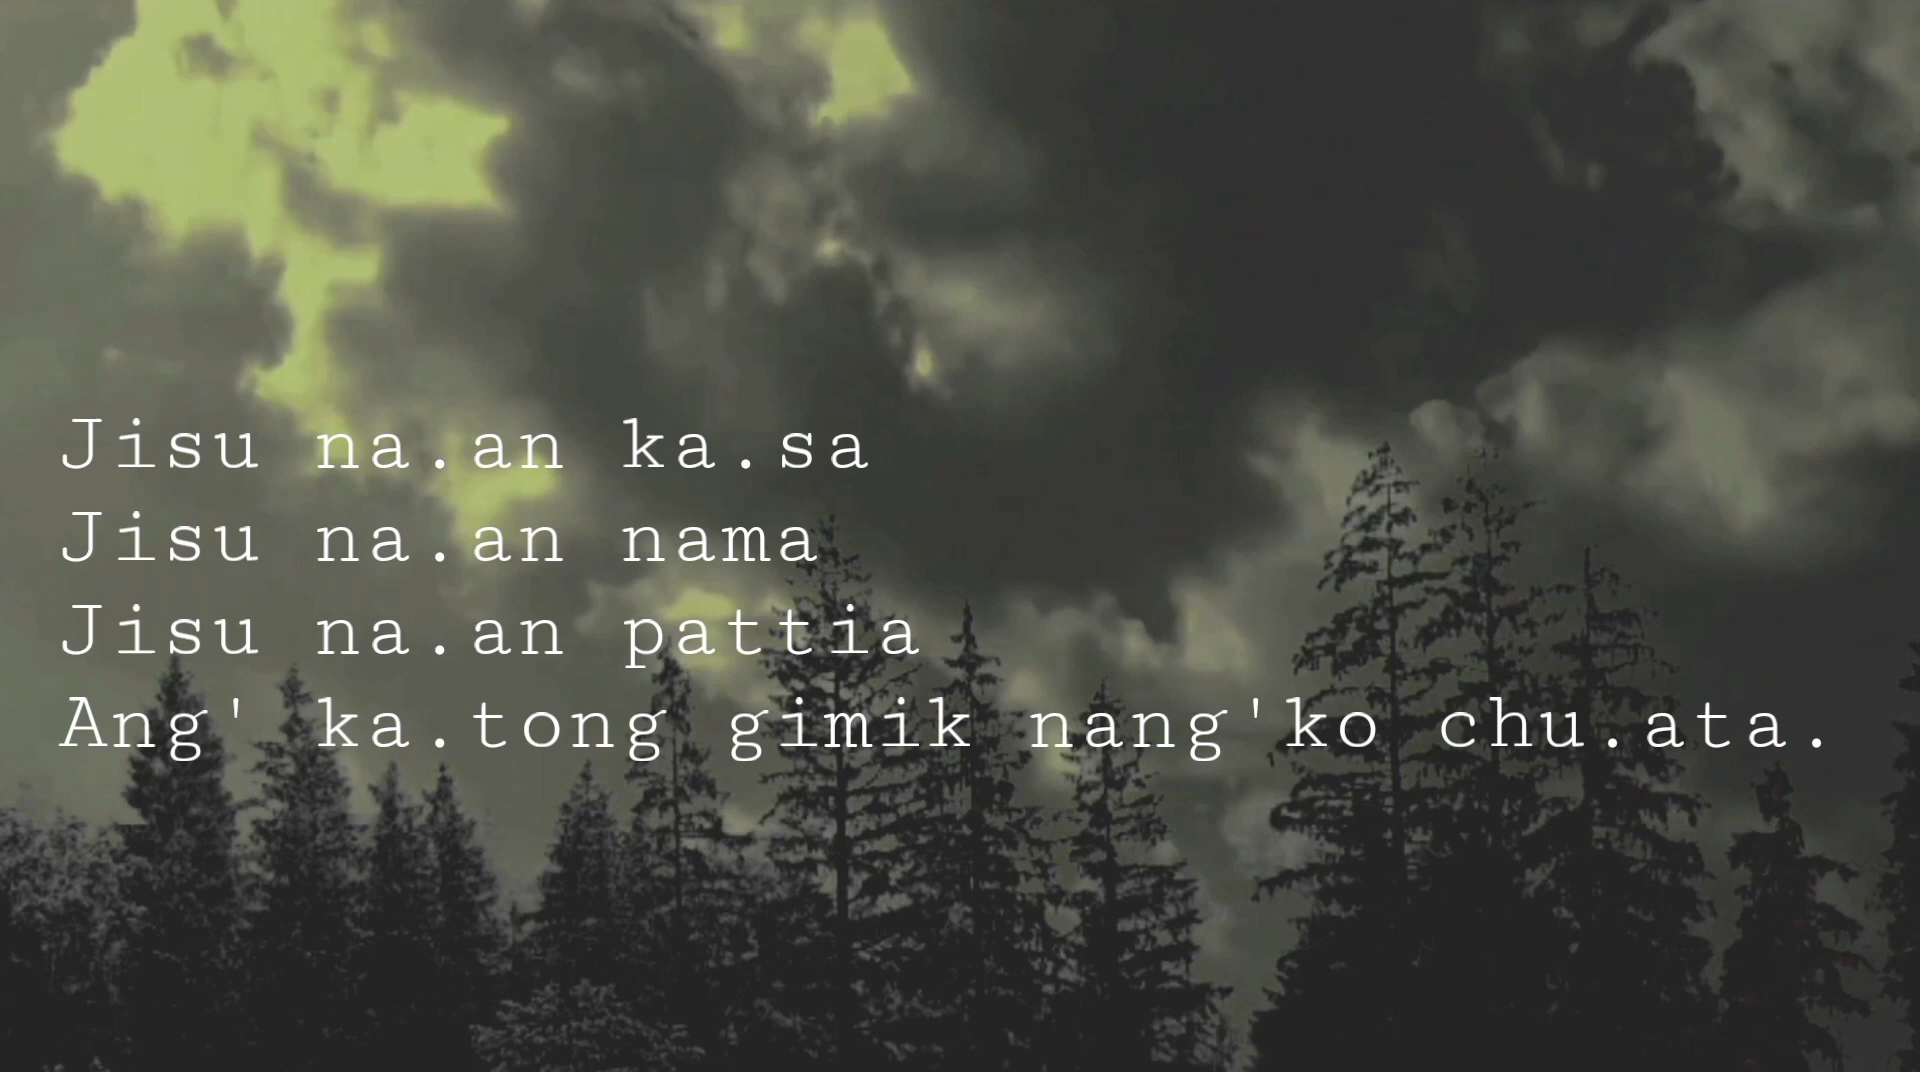 Jisu na.an ka.sa
Jisu na.an nama
Jisu na.an pattia
Ang' ka.tong gimik nang'ko chu.ata.